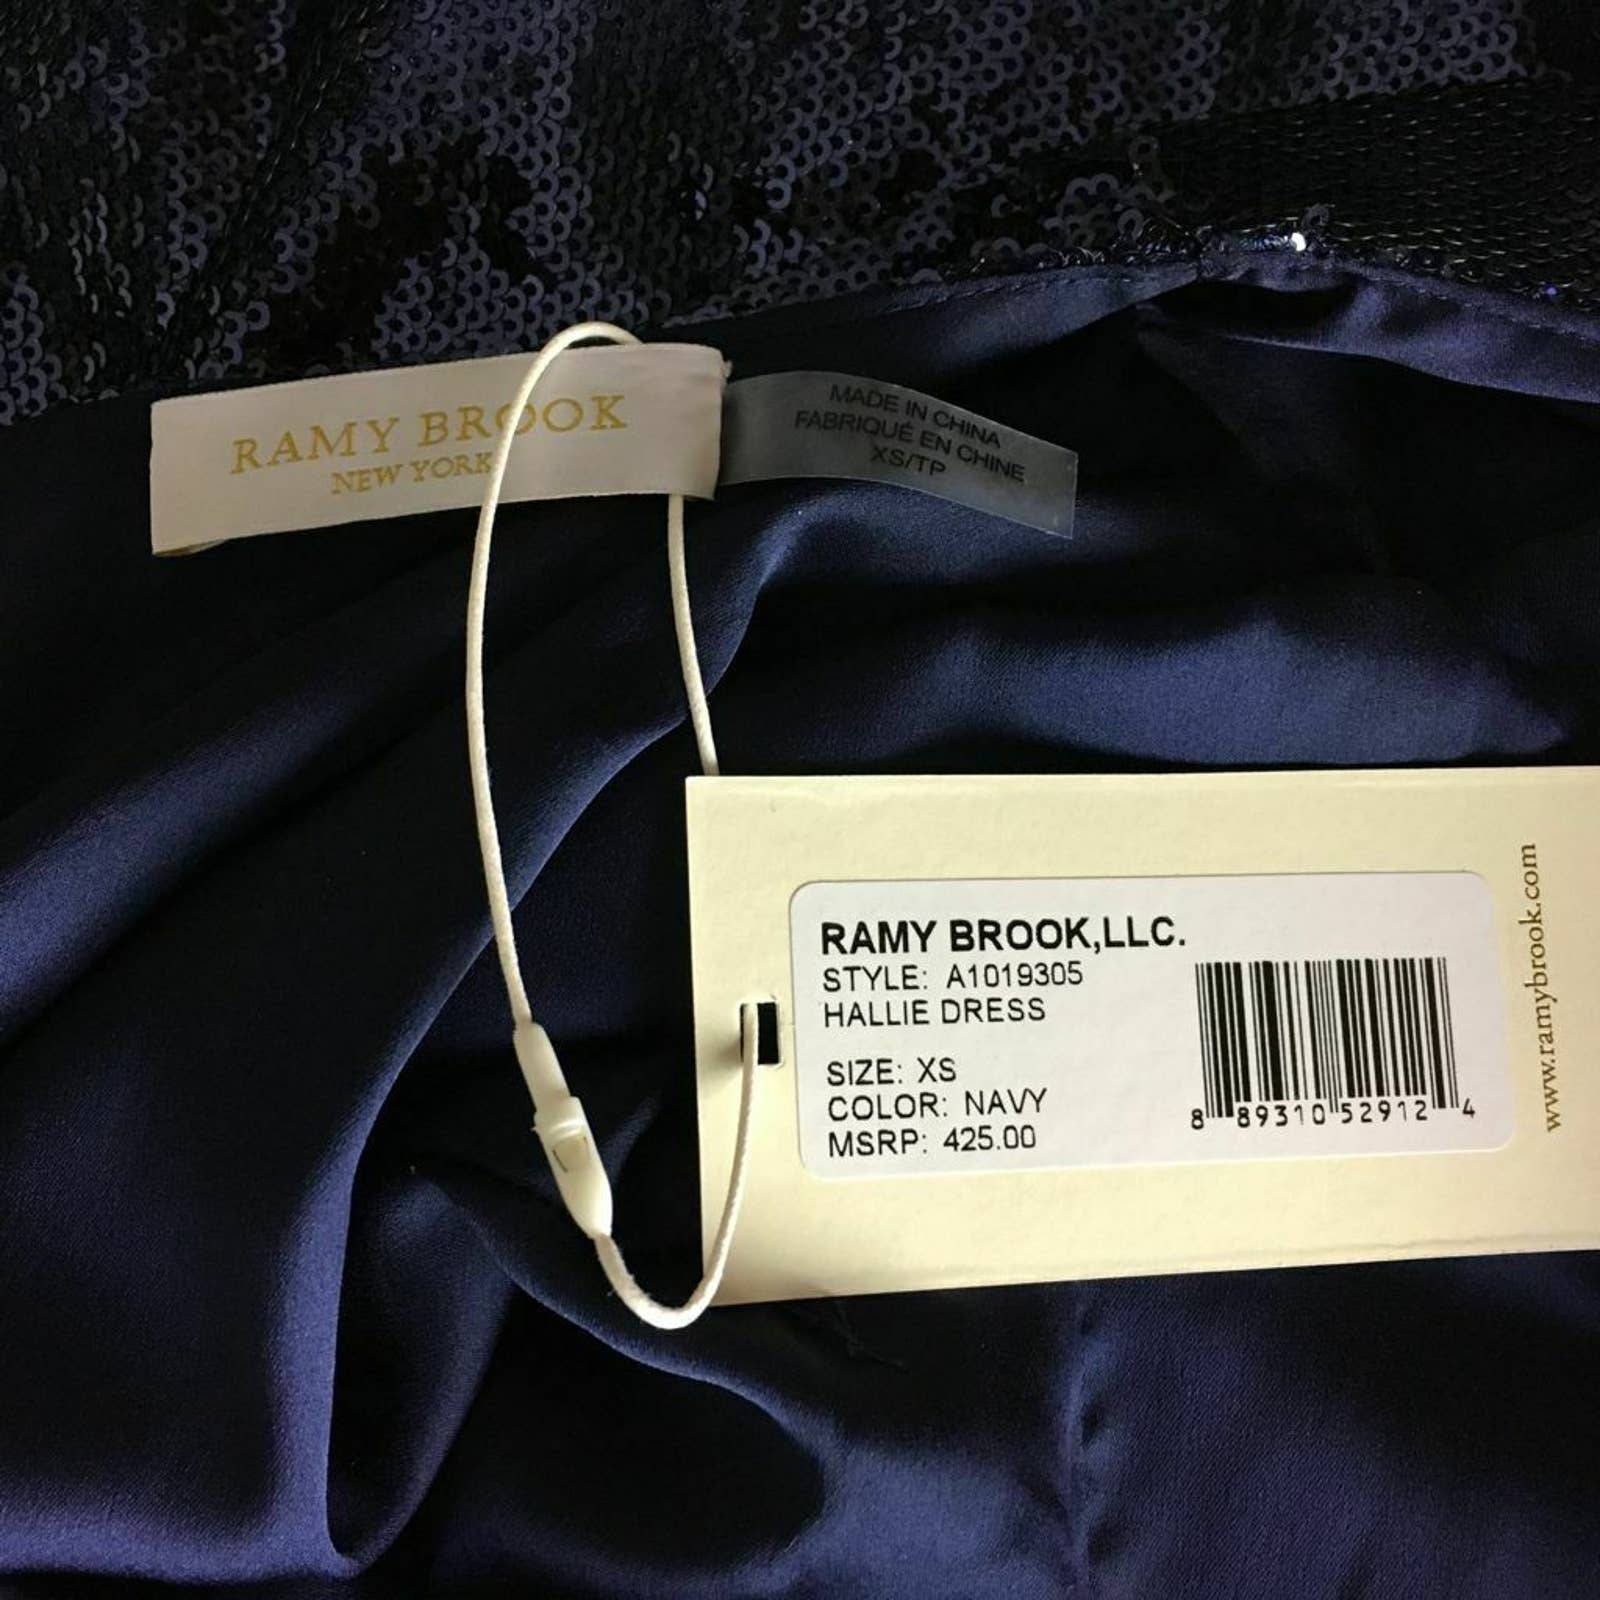 RAMY BROOK
NEW YORK
MADE IN CHINA
FABRIQUÉ EN CHINE
XS/TP
RAMY BROOK,LLC.
STYLE: A1019305
HALLIE DRESS
SIZE: XS
COLOR: NAVY
MSRP: 425.00
8 89310 52912 4
www.ramybrook.com